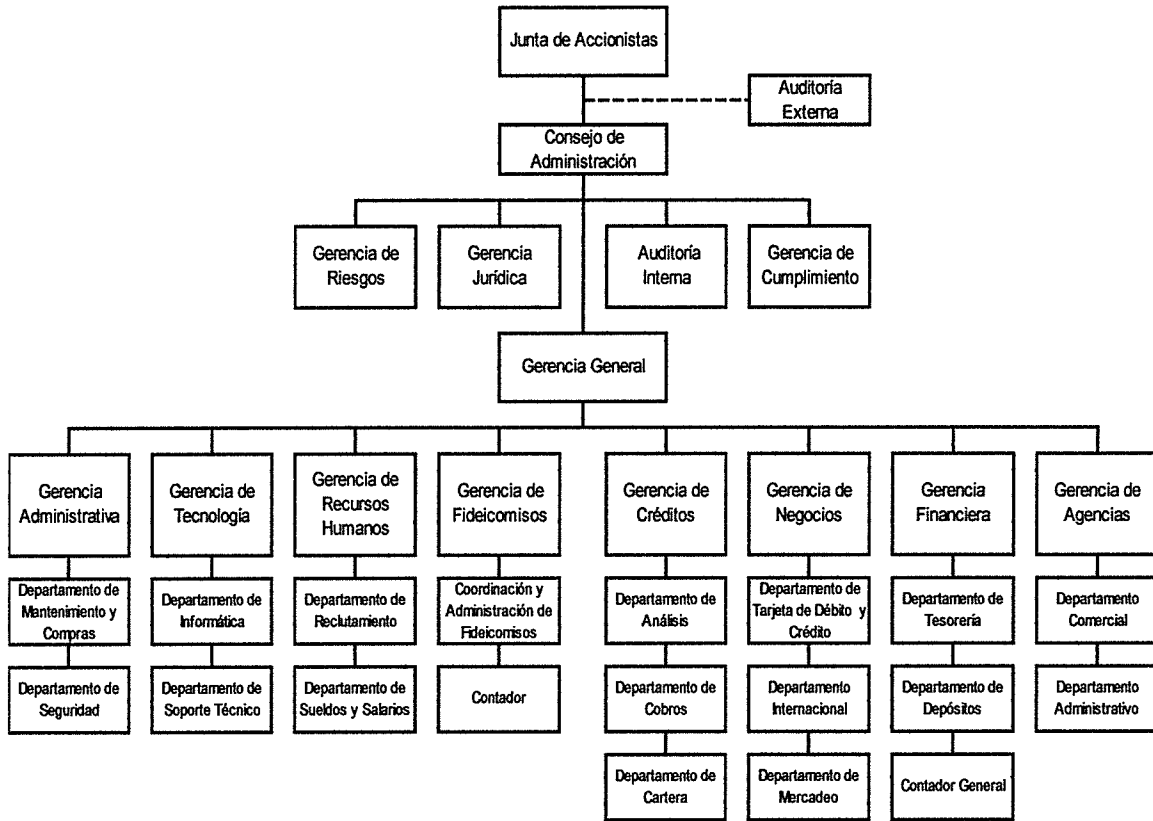 Junta de Accionistas
Auditoría
Externa
Consejo de
Administración
Gerencia de
Riesgos
Gerencia
Jurídica
Auditoría
Interna
Gerencia de
Cumplimiento
Gerencia General
Gerencia
Administrativa
Gerencia de
Tecnología
Gerencia de
Recursos
Humanos
Gerencia de
Fideicomisos
Gerencia de
Créditos
Gerencia de
Negocios
Gerencia
Financiera
Gerencia de
Agencias
Departamento de
Mantenimiento y
Compras
Departamento de
Informática
Departamento de
Reclutamiento
Coordinación y
Administración de
Fideicomisos
Departamento de
Análisis
Departamento de
Tarjeta de Débito y
Crédito
Departamento de
Tesorería
Departamento
Comercial
Departamento de
Seguridad
Departamento de
Soporte Técnico
Departamento de
Sueldos y Salarios
Contador
Departamento de
Cobros
Departamento
Internacional
Departamento de
Depósitos
Departamento
Administrativo
Departamento de
Cartera
Departamento de
Mercadeo
Contador General